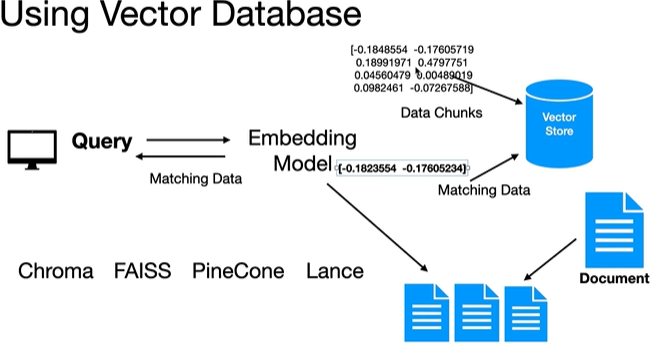 Using Vector Database
[-0.1848554 -0.17605719
0.18991971 0.4797751
0.04560479 0.00489019
0.0982461 -0.07267588]
Data Chunks
Vector
Store
Query
Embedding
Model
[-0.1823554 -0.17605234]
Matching Data
Matching Data
Document
Chroma FAISS PineCone Lance